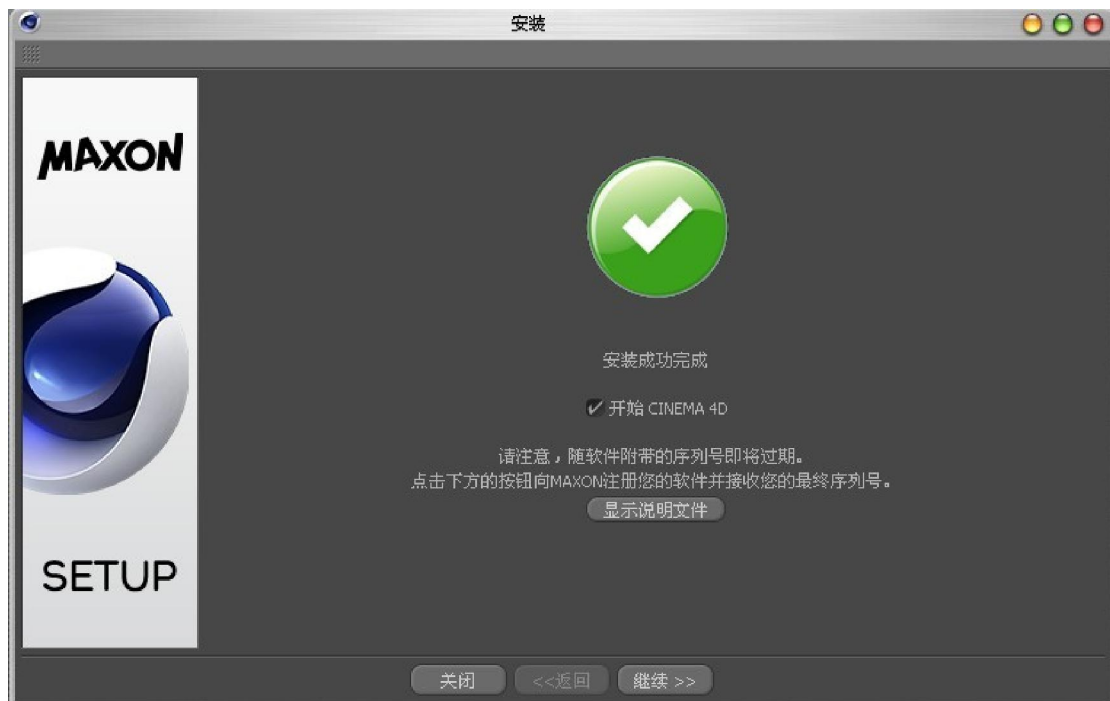 安装
MAXON
安装成功完成
开始 CINEMA 4D
请注意，随软件附带的序列号即将过期。
点击下方的按钮向MAXON注册您的软件并接收您的最终序列号。
显示说明文件
SETUP
关闭
<<返回
继续 >>